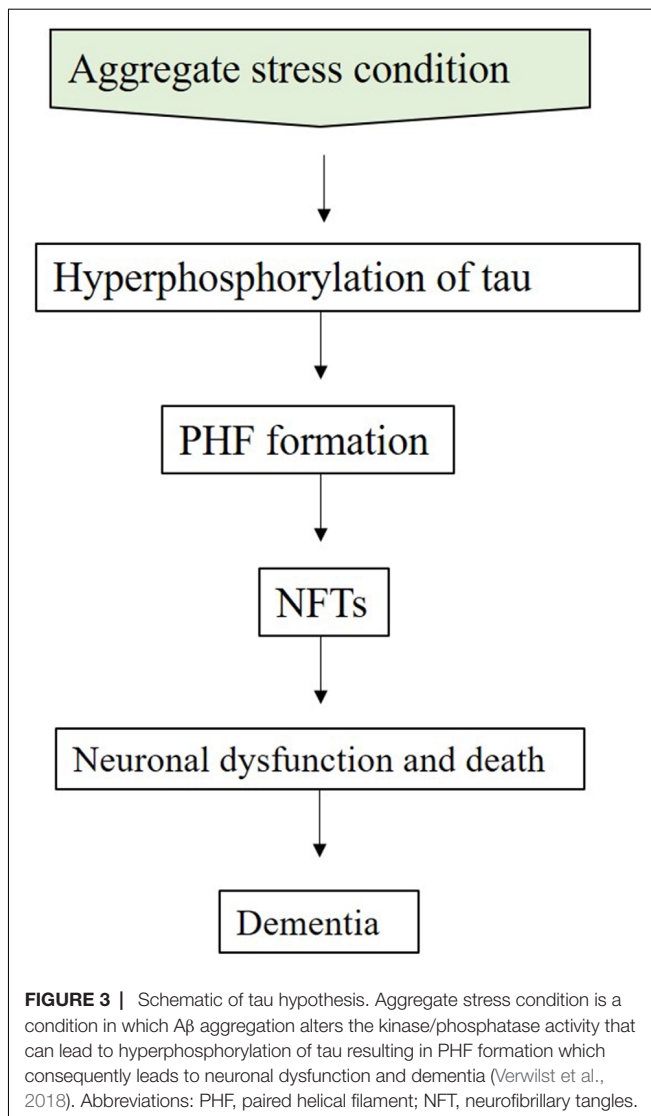 Aggregate stress condition
Hyperphosphorylation of tau
PHF formation
NFTs
Neuronal dysfunction and death
Dementia
FIGURE 3 | Schematic of tau hypothesis. Aggregate stress condition is a
condition in which Aβ aggregation alters the kinase/phosphatase activity that
can lead to hyperphosphorylation of tau resulting in PHF formation which
consequently leads to neuronal dysfunction and dementia (Verwilst et al.,
2018). Abbreviations: PHF, paired helical filament; NFT, neurofibrillary tangles.